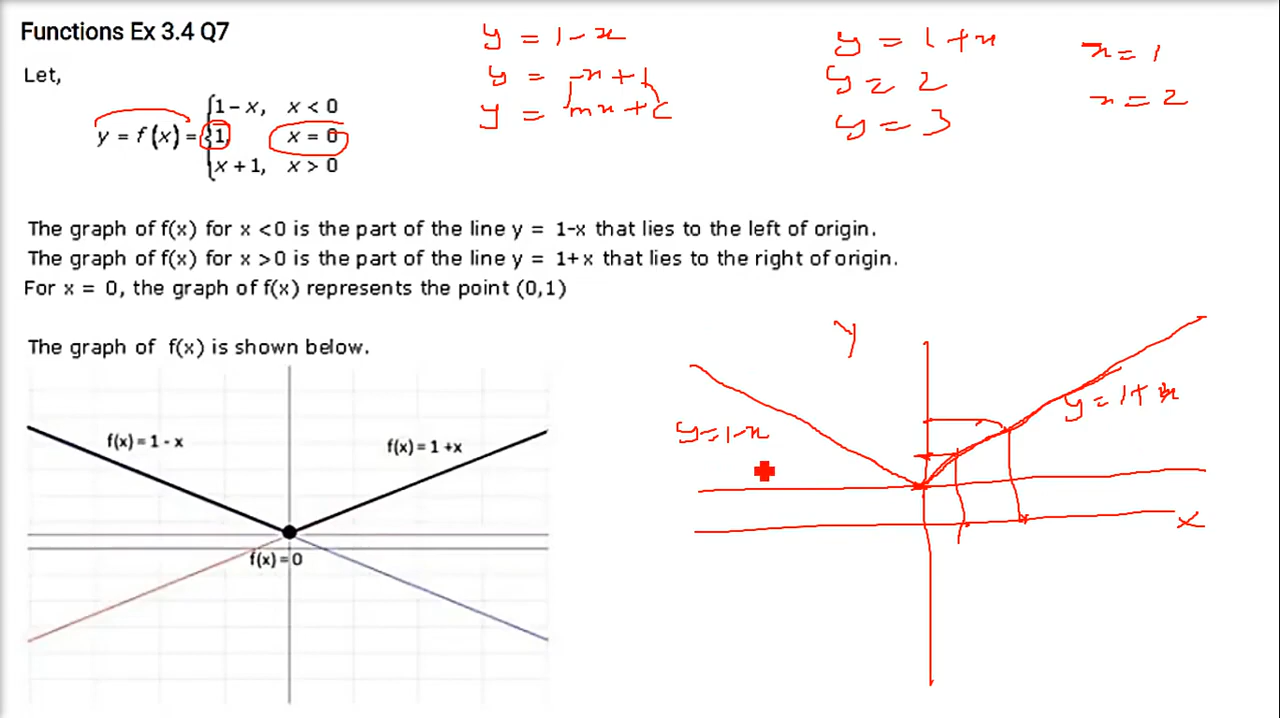 Functions Ex 3.4 Q7
Let,
y = f(x) = {1 - x, x < 0
1, x = 0
x + 1, x > 0
y = 1 - x
y = -x + 1
y = mx + c
y = 1 + x
y = 2
y = 3
x = 1
x = 2
The graph of f(x) for x <0 is the part of the line y = 1-x that lies to the left of origin.
The graph of f(x) for x >0 is the part of the line y = 1+x that lies to the right of origin.
For x = 0, the graph of f(x) represents the point (0,1)
The graph of f(x) is shown below.
f(x) = 1 - x
f(x) = 1 +x
f(x) = 0
y
y = 1 - x
y = 1 + x
x